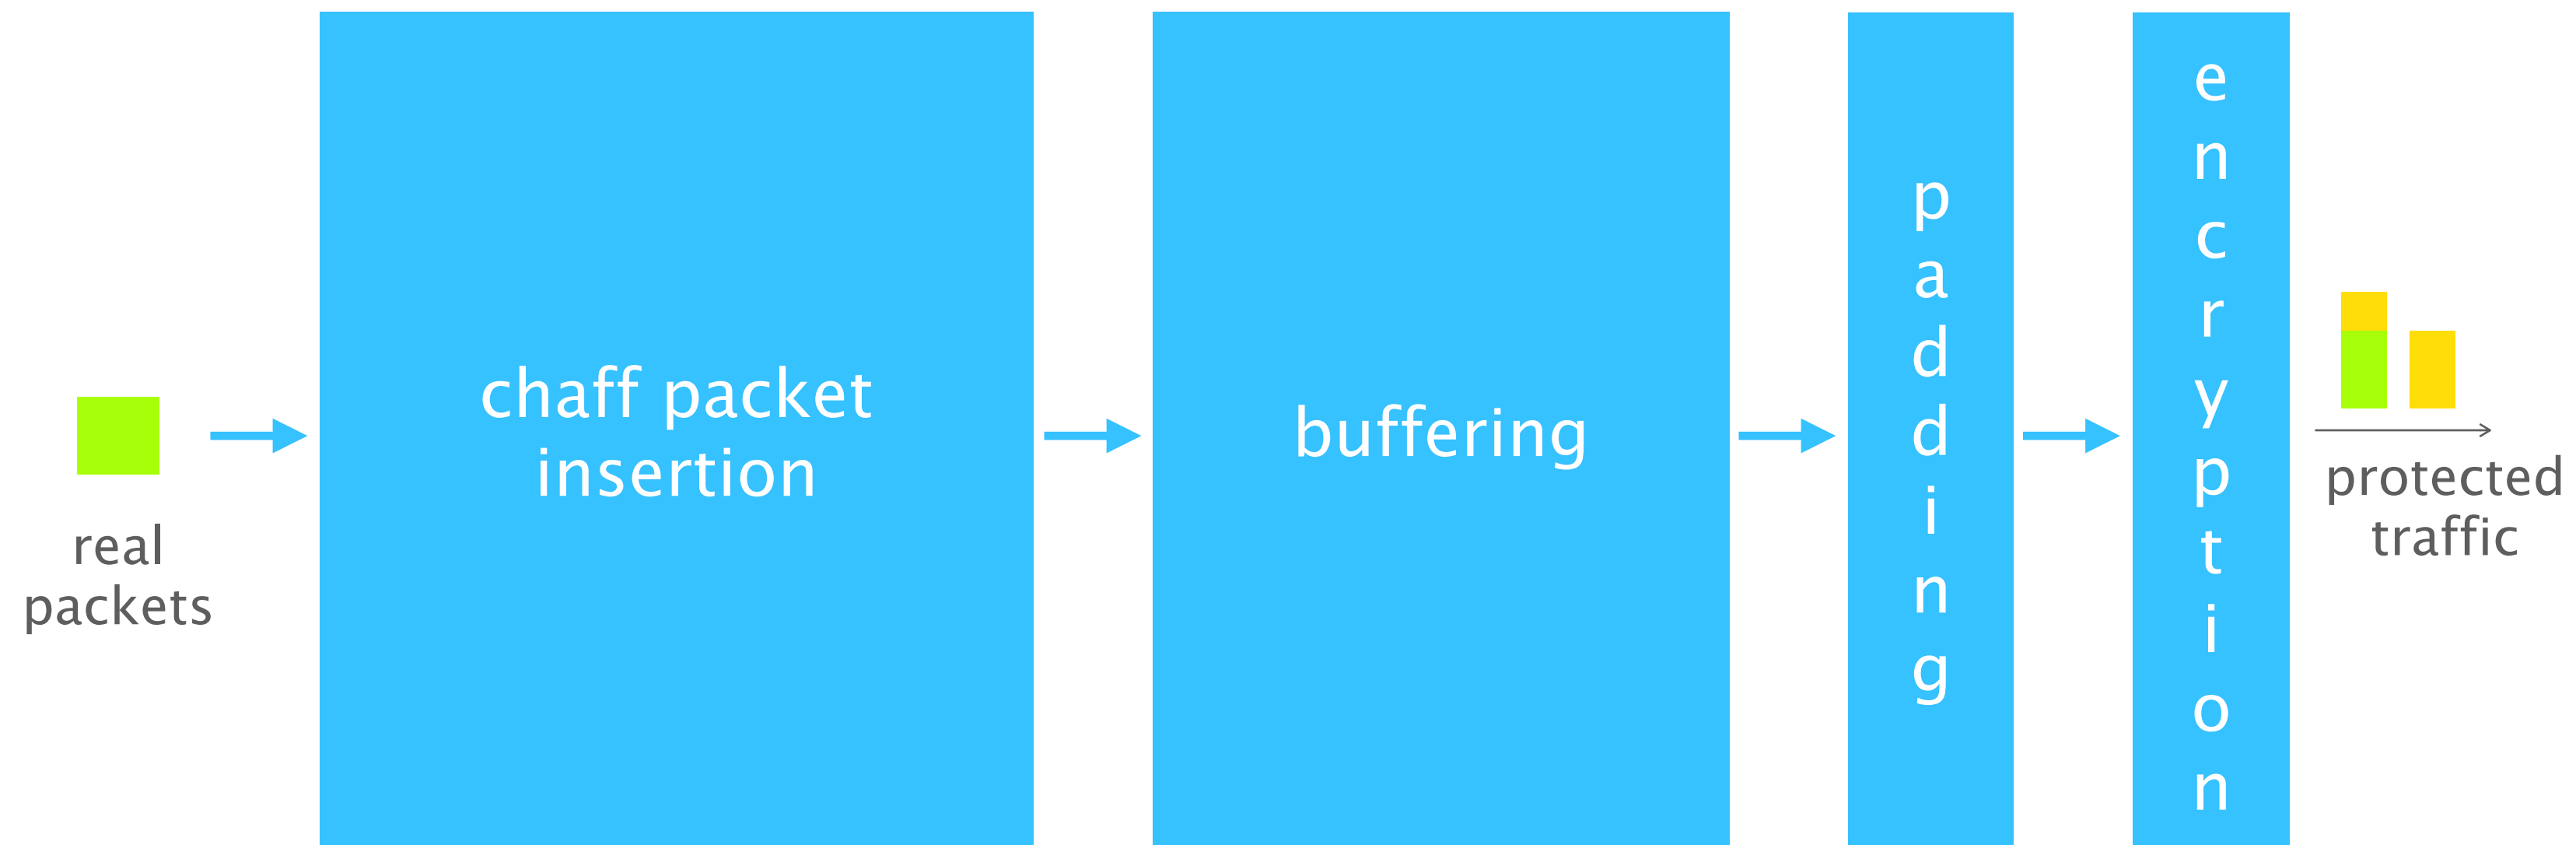 real
packets
chaff packet
insertion
buffering
padding
encryption
protected
traffic